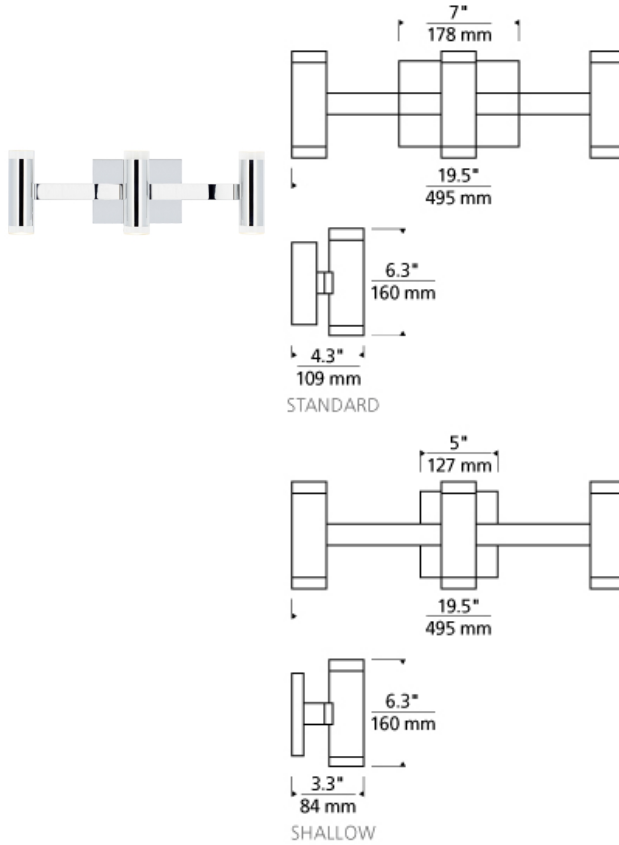 7"
178 mm
19.5"
495 mm
6.3"
160 mm
4.3"
109 mm
STANDARD
5"
127 mm
19.5"
495 mm
6.3"
160 mm
3.3"
84 mm
SHALLOW